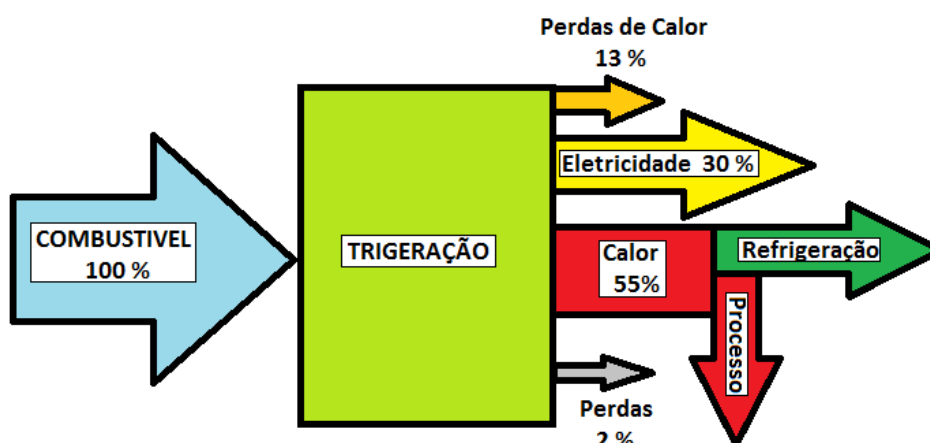 Perdas de Calor
13 %
Eletricidade 30 %
COMBUSTIVEL
100 %
TRIGERAÇÃO
Calor
55%
Refrigeração
Processo
Perdas
2 %